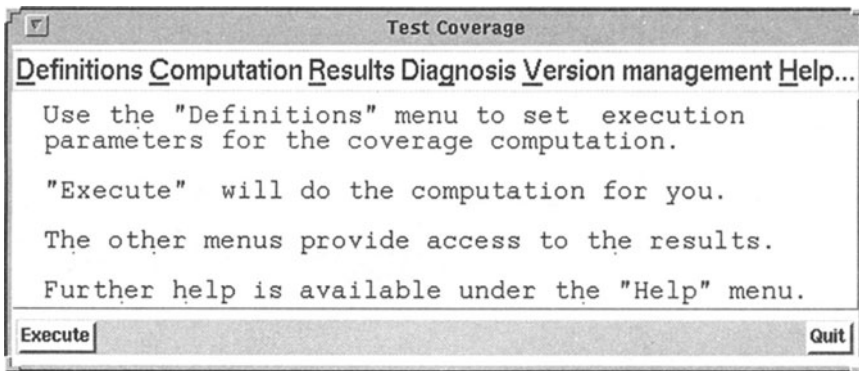 Test Coverage
Definitions Computation Results Diagnosis Version management Help...
Use the "Definitions" menu to set execution
parameters for the coverage computation.
"Execute" will do the computation for you.
The other menus provide access to the results.
Further help is available under the "Help" menu.
Execute Quit